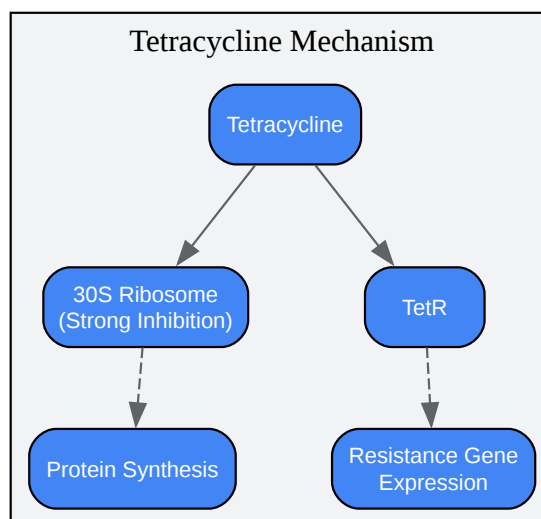 Tetracycline Mechanism
Tetracycline
30S Ribosome
(Strong Inhibition)
TetR
Protein Synthesis
Resistance Gene
Expression